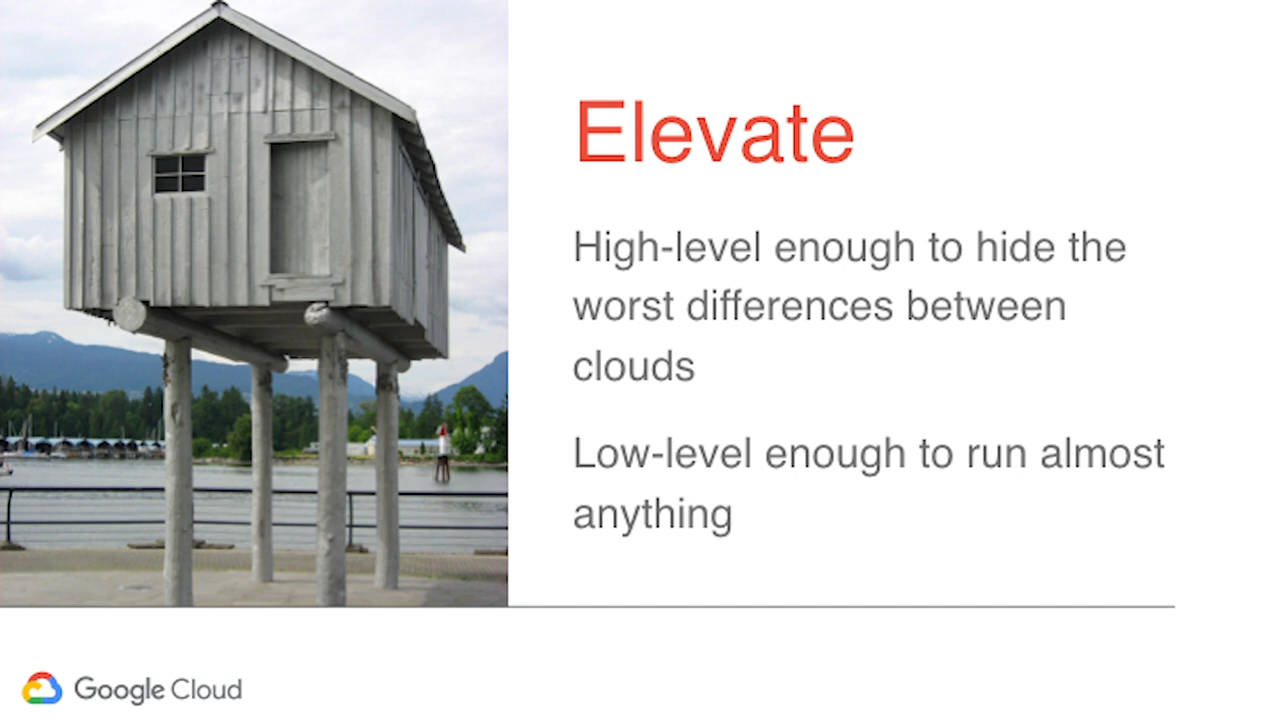 Elevate
High-level enough to hide the
worst differences between
clouds
Low-level enough to run almost
anything
Google Cloud